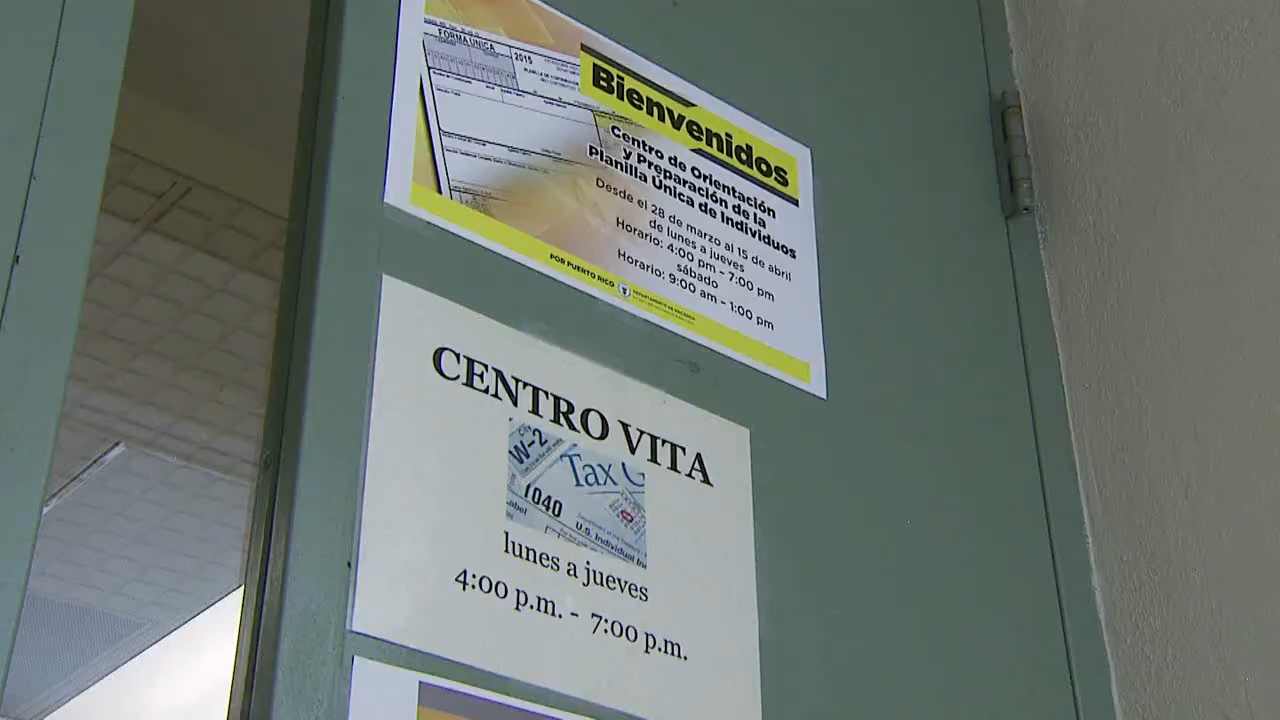 FORMA UNICA
2015
Bienvenidos
Centro de Orientación
y Preparación de la
Planilla Única de Individuos
Desde el 28 de marzo al 15 de abril
de lunes a jueves
Horario: 4:00 pm - 7:00 pm
sábado
Horario: 9:00 am - 1:00 pm
POR PUERTO RICO
DEPARTAMENTO DE HACIENDA
CENTRO VITA
W-2
Tax
1040
Label
U.S. Individual
lunes a jueves
4:00 p.m. - 7:00 p.m.